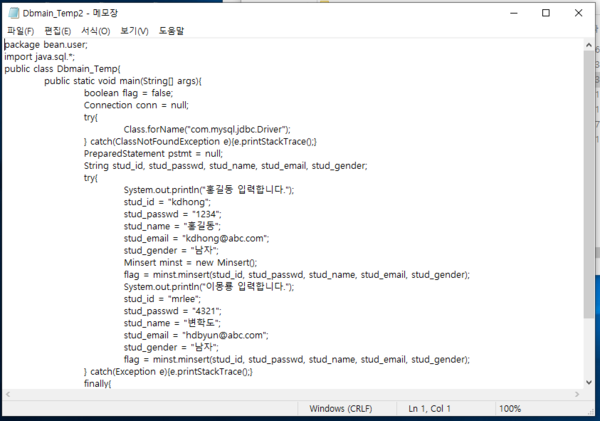 Dbmain_Temp2 - 메모장
파일(F) 편집(E) 서식(O) 보기(V) 도움말
package bean.user;
import java.sql.*;
public class Dbmain_Temp{
public static void main(String[] args){
boolean flag = false;
Connection conn = null;
try{
Class.forName("com.mysql.jdbc.Driver");
} catch(ClassNotFoundException e){e.printStackTrace();}
PreparedStatement pstmt = null;
String stud_id, stud_passwd, stud_name, stud_email, stud_gender;
try{
System.out.println("홍길동 입력합니다.");
stud_id = "kdhong";
stud_passwd = "1234";
stud_name = "홍길동";
stud_email = "kdhong@abc.com";
stud_gender = "남자";
Minsert minst = new Minsert();
flag = minst.minsert(stud_id, stud_passwd, stud_name, stud_email, stud_gender);
System.out.println("이몽룡 입력합니다.");
stud_id = "mrlee";
stud_passwd = "4321";
stud_name = "변학도";
stud_email = "hdbyun@abc.com";
stud_gender = "남자";
flag = minst.minsert(stud_id, stud_passwd, stud_name, stud_email, stud_gender);
} catch(Exception e){e.printStackTrace();}
finally{
Windows (CRLF) Ln 1, Col 1 100%